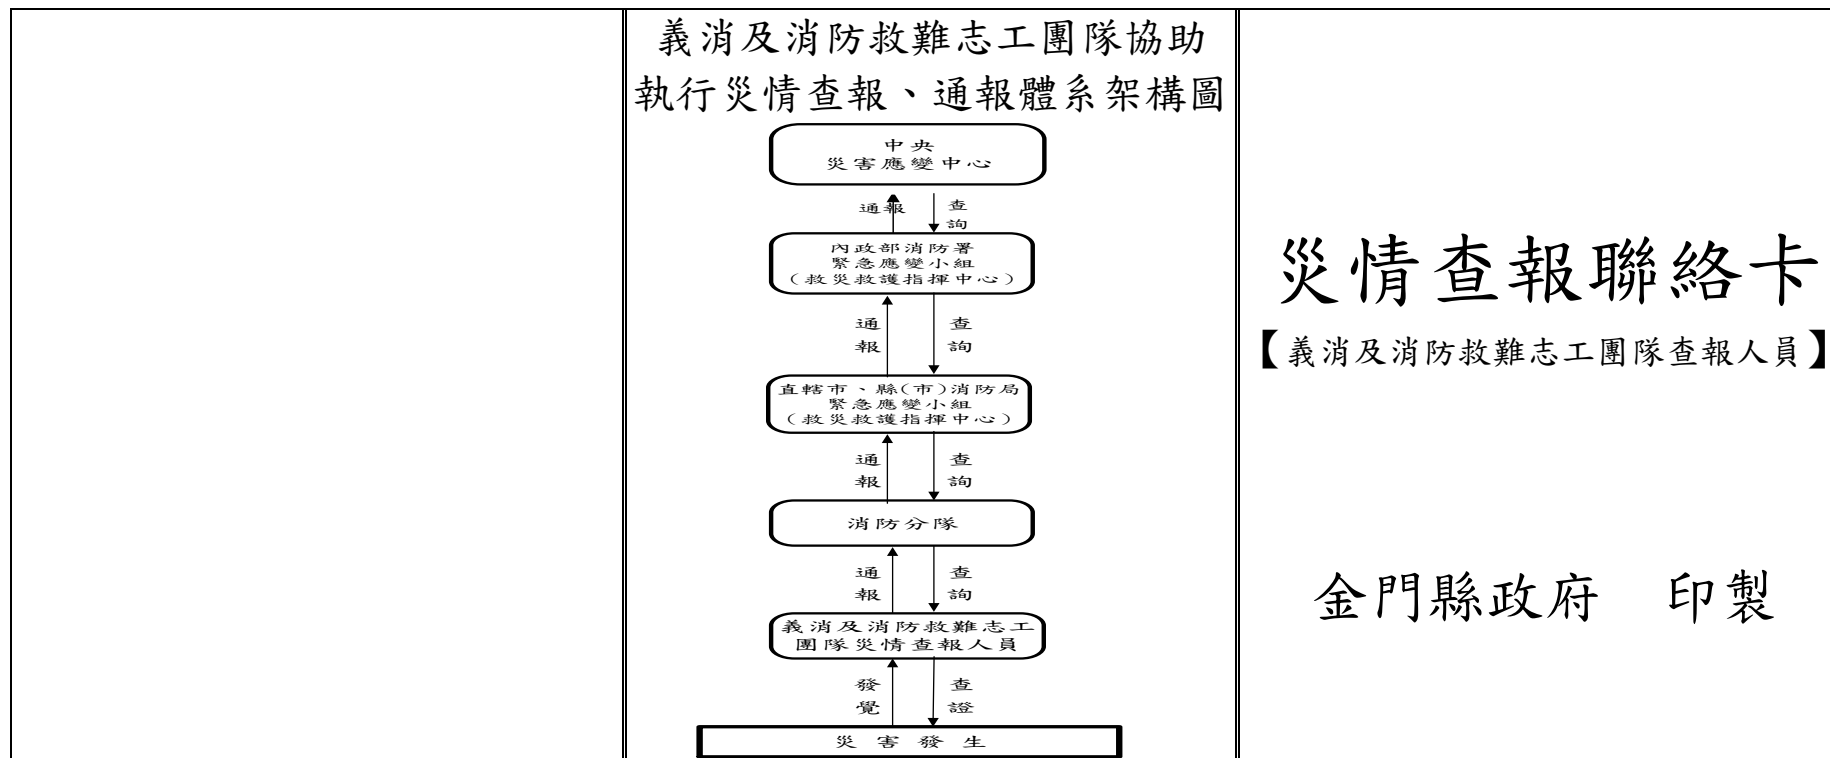 義消及消防救難志工團隊協助
執行災情查報、通報體系架構圖
中央
災害應變中心
通報
查
詢
內政部消防署
緊急應變小組
(救災救護指揮中心)
通
報
查
詢
直轄市、縣(市)消防局
緊急應變小組
(救災救護指揮中心)
通
報
查
詢
消防分隊
通
報
查
詢
義消及消防救難志工
團隊災情查報人員
發
覺
查
證
災害發生
災情查報聯絡卡
【義消及消防救難志工團隊查報人員】
金門縣政府 印製